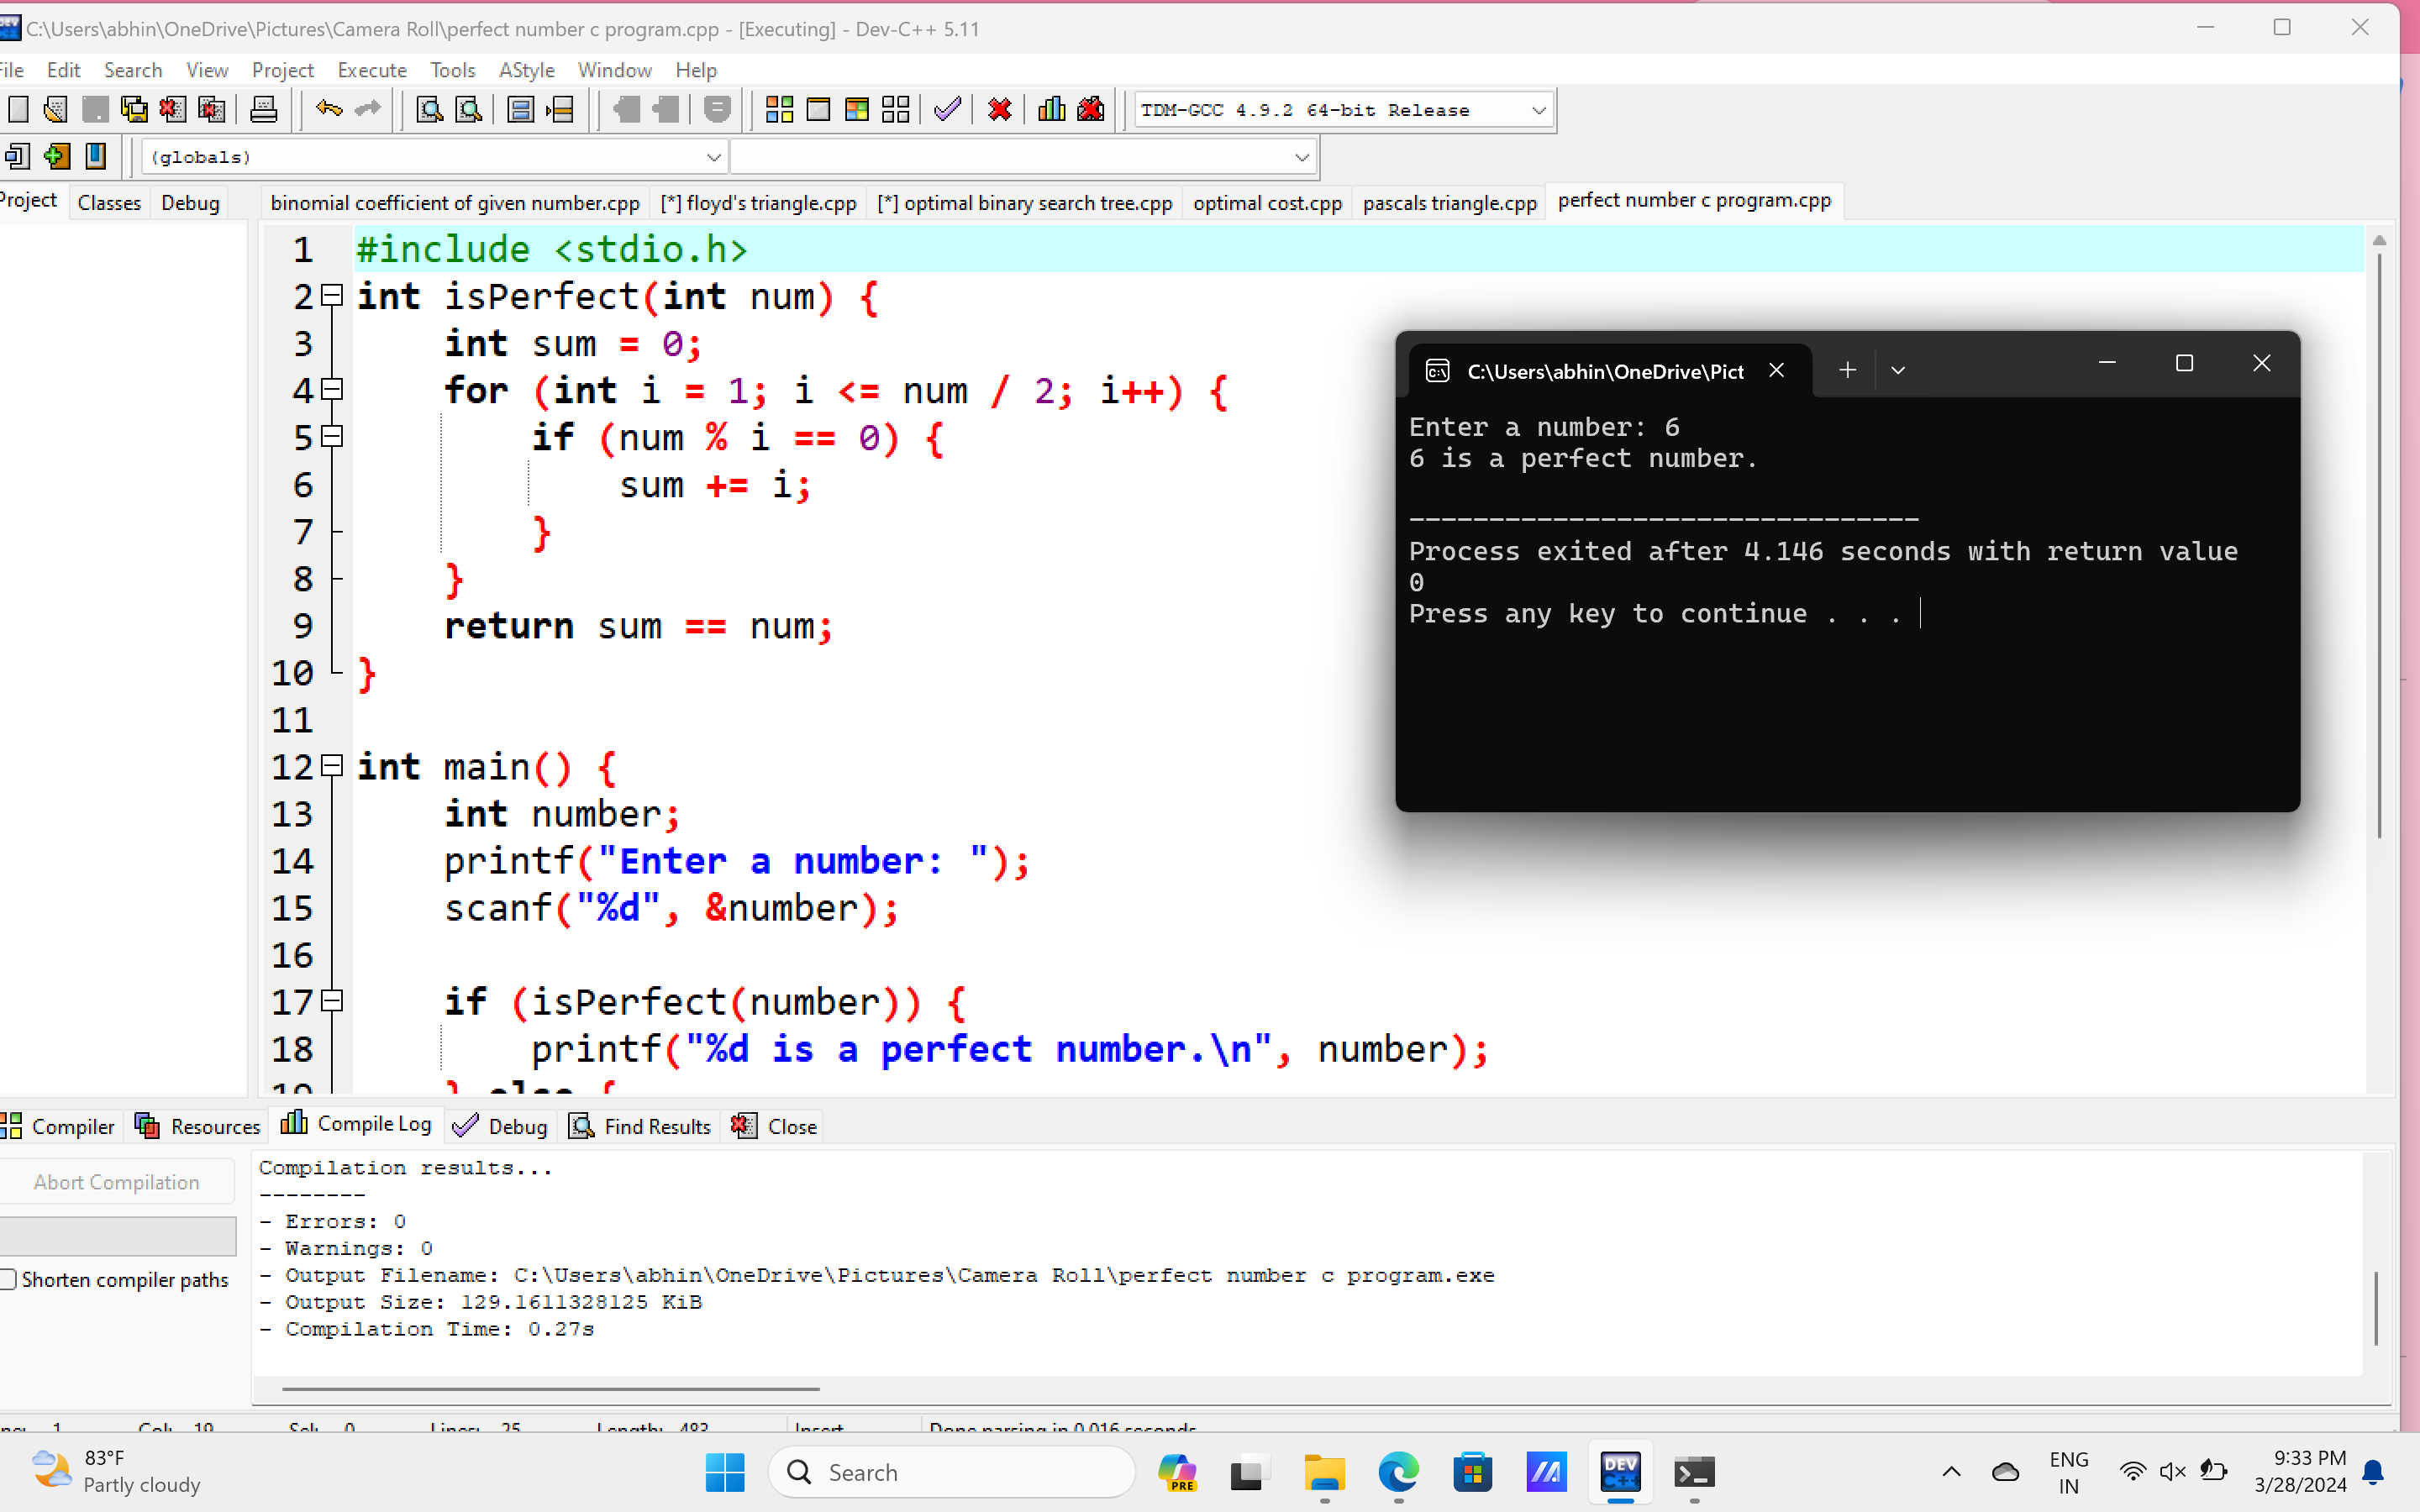 C:\Users\abhin\OneDrive\Pictures\Camera Roll\perfect number c program.cpp - [Executing] - Dev-C++ 5.11
File Edit Search View Project Execute Tools AStyle Window Help
TDM-GCC 4.9.2 64-bit Release
(globals)
Project Classes Debug
binomial coefficient of given number.cpp [*] floyd's triangle.cpp [*] optimal binary search tree.cpp optimal cost.cpp pascals triangle.cpp perfect number c program.cpp
1 #include <stdio.h>
2 int isPerfect(int num) {
3 int sum = 0;
4 for (int i = 1; i <= num / 2; i++) {
5 if (num % i == 0) {
6 sum += i;
7 }
8 }
9 return sum == num;
10 }
11
12 int main() {
13 int number;
14 printf("Enter a number: ");
15 scanf("%d", &number);
16
17 if (isPerfect(number)) {
18 printf("%d is a perfect number.\n", number);
19 } else {
C:\Users\abhin\OneDrive\Pict
Enter a number: 6
6 is a perfect number.
--------------------------------
Process exited after 4.146 seconds with return value
0
Press any key to continue . . .
Compiler Resources Compile Log Debug Find Results Close
Abort Compilation
Shorten compiler paths
Compilation results...
--------
- Errors: 0
- Warnings: 0
- Output Filename: C:\Users\abhin\OneDrive\Pictures\Camera Roll\perfect number c program.exe
- Output Size: 129.1611328125 KiB
- Compilation Time: 0.27s
1 Col: 19 Sel: 0 Lines: 25 Length: 483 Insert Done parsing in 0.016 seconds
83°F
Partly cloudy
Search
PRE
DEV
C++
ENG
IN
9:33 PM
3/28/2024